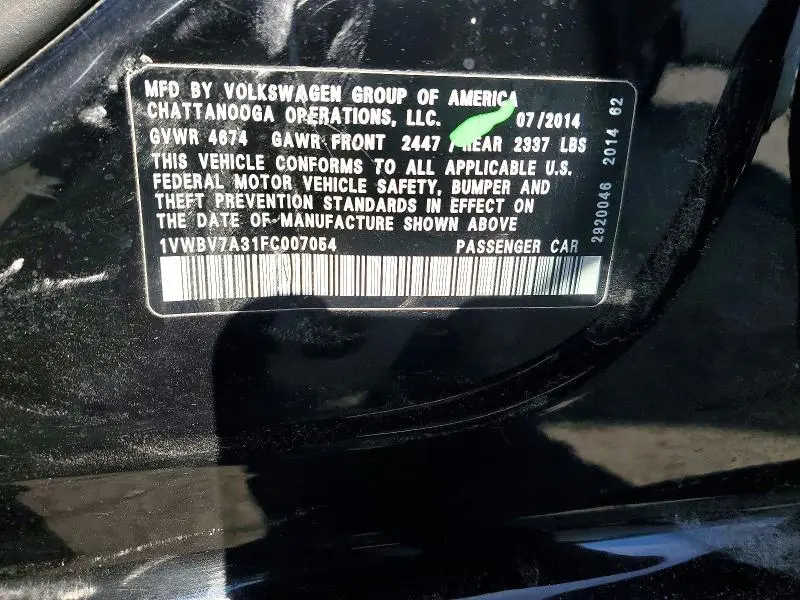 MFD BY VOLKSWAGEN GROUP OF AMERICA
CHATTANOOGA OPERATIONS, LLC. 07/2014
GVWR 4674 GAWR FRONT 2447 / REAR 2337 LBS
THIS VEHICLE CONFORMS TO ALL APPLICABLE U.S.
FEDERAL MOTOR VEHICLE SAFETY, BUMPER AND
THEFT PREVENTION STANDARDS IN EFFECT ON
THE DATE OF MANUFACTURE SHOWN ABOVE
1VWBV7A31FC007054 PASSENGER CAR
2920046 2014 62